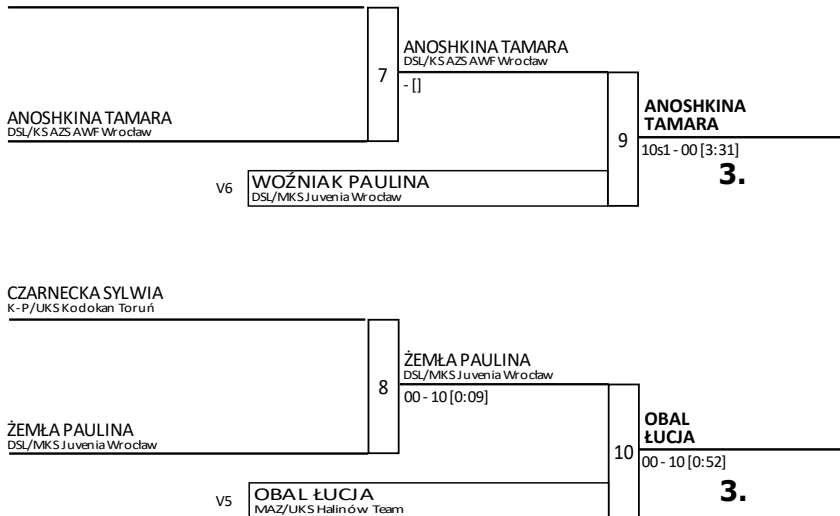 ANOSHKINA TAMARA
DSL/KS AZS AWF Wrocław
7
- []
ANOSHKINA TAMARA
DSL/KS AZS AWF Wrocław
ANOSHKINA
TAMARA
9
10s1 - 00 [3:31]
3.
V6
WOŹNIAK PAULINA
DSL/MKS Juvenia Wrocław
CZARNECKA SYLWIA
K-P/UKS Kodokan Toruń
ŻEMŁA PAULINA
DSL/MKS Juvenia Wrocław
8
00 - 10 [0:09]
ŻEMŁA PAULINA
DSL/MKS Juvenia Wrocław
OBAL
ŁUCJA
10
00 - 10 [0:52]
3.
V5
OBAL ŁUCJA
MAZ/UKS Halinów Team